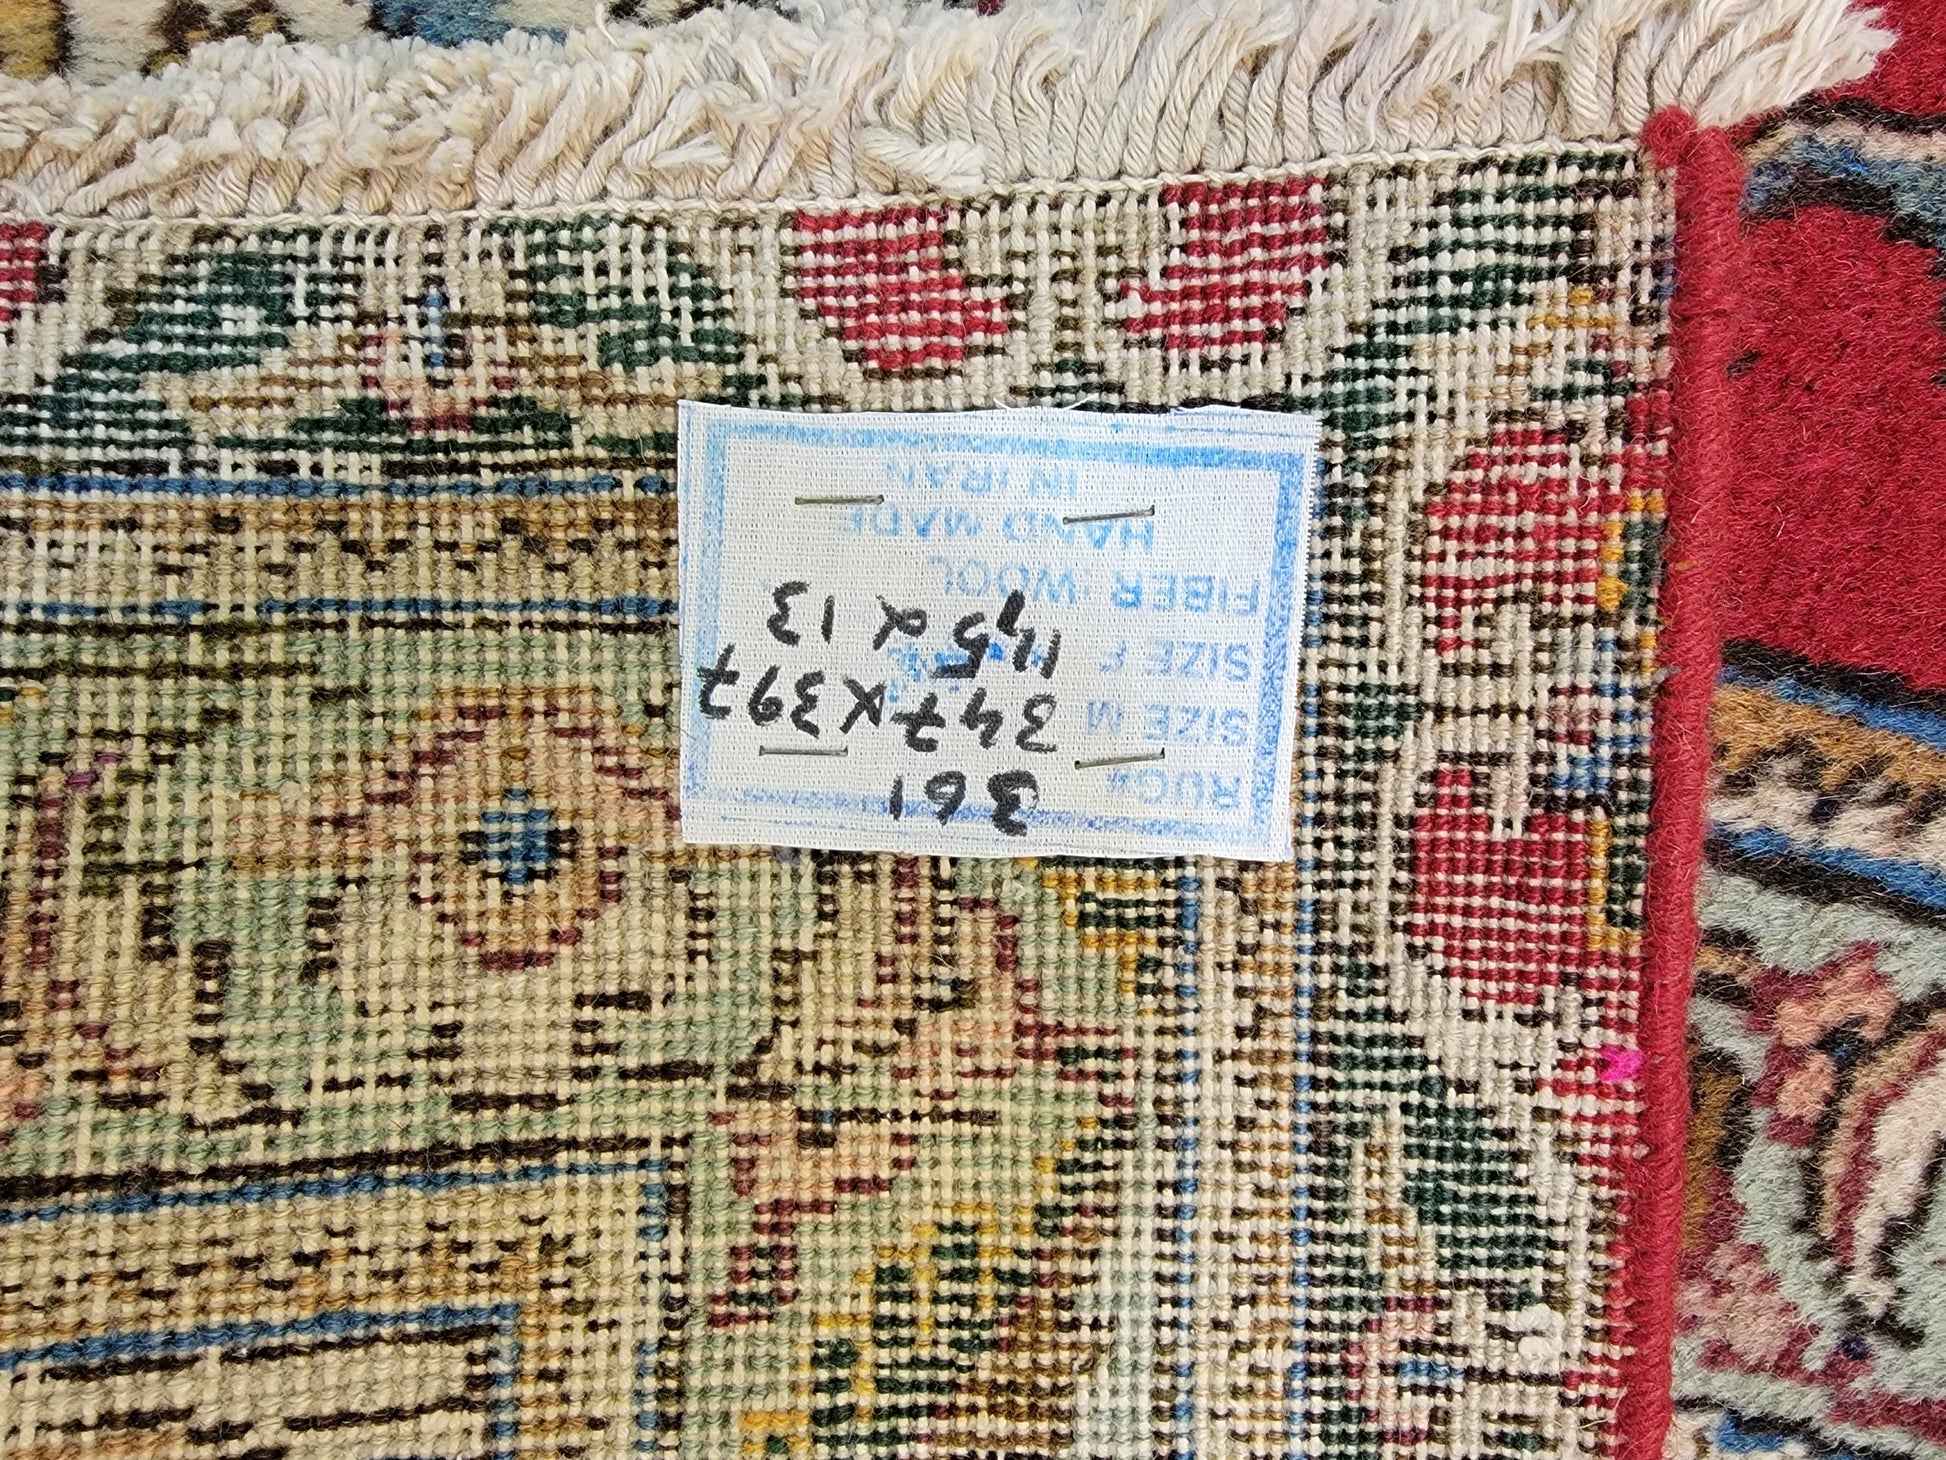 RUG# 361
SIZE M 347x397
SIZE F 11,5 x 13
FIBER: WOOL
HAND MADE
IN IRAN